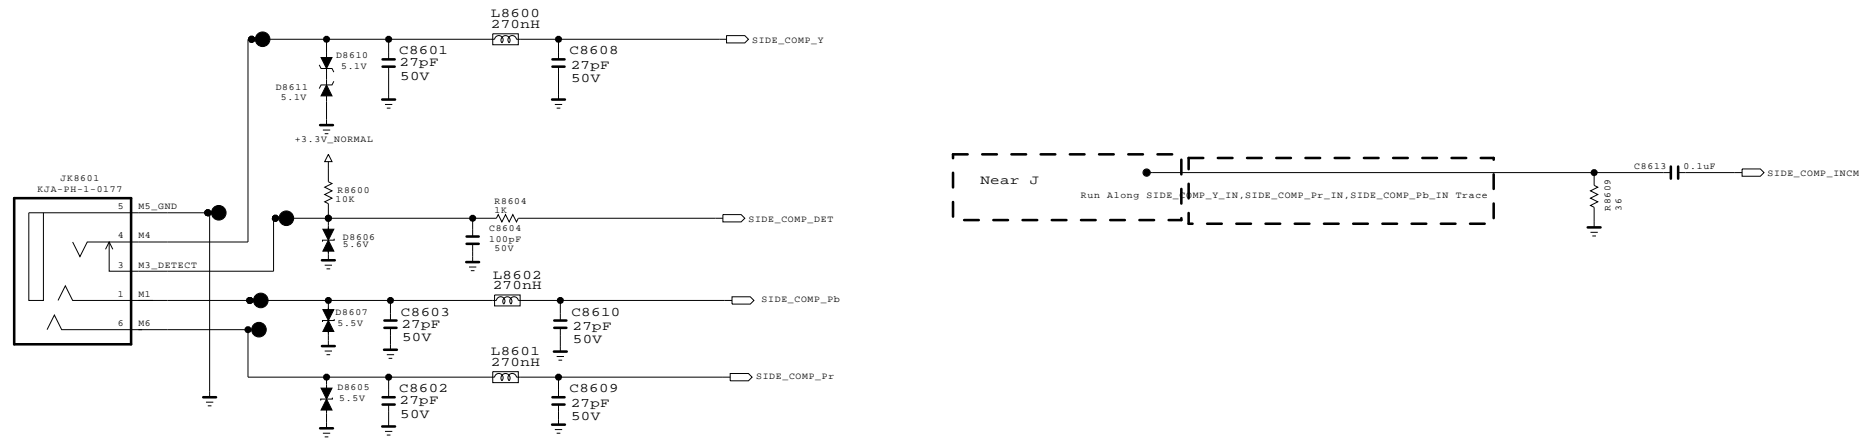 L8600
270nH
SIDE_COMP_Y
D8610
5.1V
C8601
27pF
50V
C8608
27pF
50V
D8611
5.1V
+3.3V_NORMAL
JK8601
KJA-PH-1-0177
R8600
10K
5 M5_GND
4 M4
3 M3_DETECT
1 M1
6 M6
R8604
1K
SIDE_COMP_DET
D8606
5.6V
C8604
100pF
50V
L8602
270nH
SIDE_COMP_Pb
D8607
5.5V
C8603
27pF
50V
C8610
27pF
50V
L8601
270nH
SIDE_COMP_Pr
D8605
5.5V
C8602
27pF
50V
C8609
27pF
50V
Near J
Run Along SIDE_COMP_Y_IN,SIDE_COMP_Pr_IN,SIDE_COMP_Pb_IN Trace
C8613 0.1uF
SIDE_COMP_INCM
R8609
36